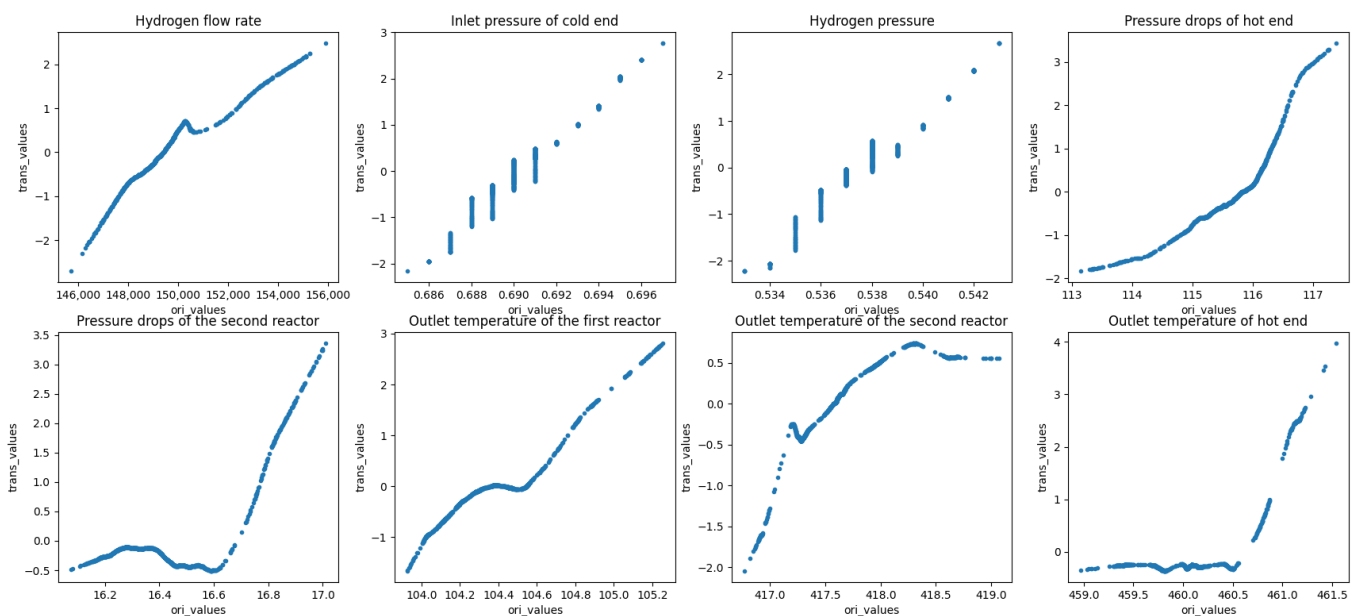 Hydrogen flow rate
Inlet pressure of cold end
Hydrogen pressure
Pressure drops of hot end
trans_values
2
1
0
−1
−2
146,000 148,000 150,000 152,000 154,000 156,000
ori_values
trans_values
3
2
1
0
−1
−2
0.686 0.688 0.690 0.692 0.694 0.696
ori_values
trans_values
2
1
0
−1
−2
0.534 0.536 0.538 0.540 0.542
ori_values
trans_values
3
2
1
0
−1
−2
113 114 115 116 117
ori_values
Pressure drops of the second reactor
Outlet temperature of the first reactor
Outlet temperature of the second reactor
Outlet temperature of hot end
trans_values
3.5
3.0
2.5
2.0
1.5
1.0
0.5
0.0
−0.5
16.2 16.4 16.6 16.8 17.0
ori_values
trans_values
3
2
1
0
−1
104.0 104.2 104.4 104.6 104.8 105.0 105.2
ori_values
trans_values
0.5
0.0
−0.5
−1.0
−1.5
−2.0
417.0 417.5 418.0 418.5 419.0
ori_values
trans_values
4
3
2
1
0
459.0 459.5 460.0 460.5 461.0 461.5
ori_values